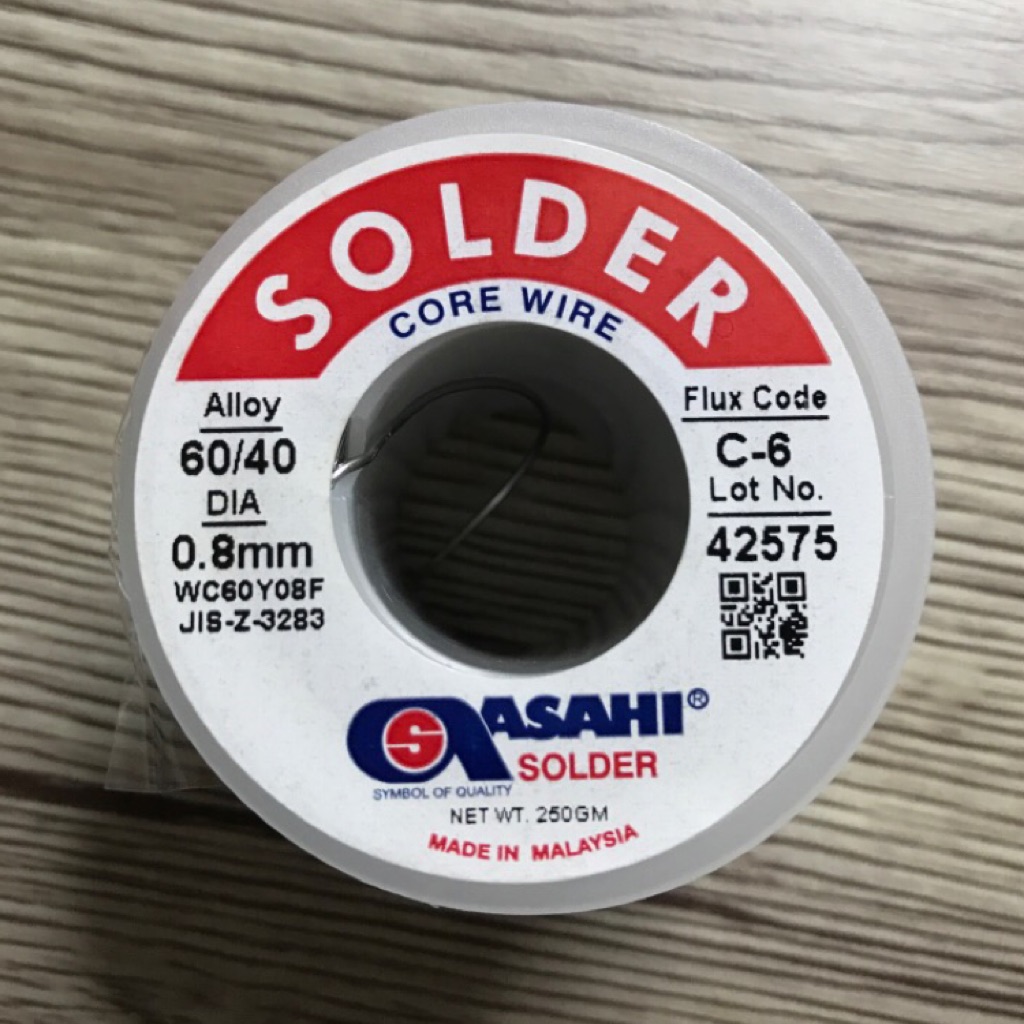 SOLDER
CORE WIRE
Alloy
60/40
DIA
0.8mm
WC60Y08F
JIS-Z-3283
Flux Code
C-6
Lot No.
42575
S ASAHI®
SOLDER
SYMBOL OF QUALITY
NET WT. 250GM
MADE IN MALAYSIA